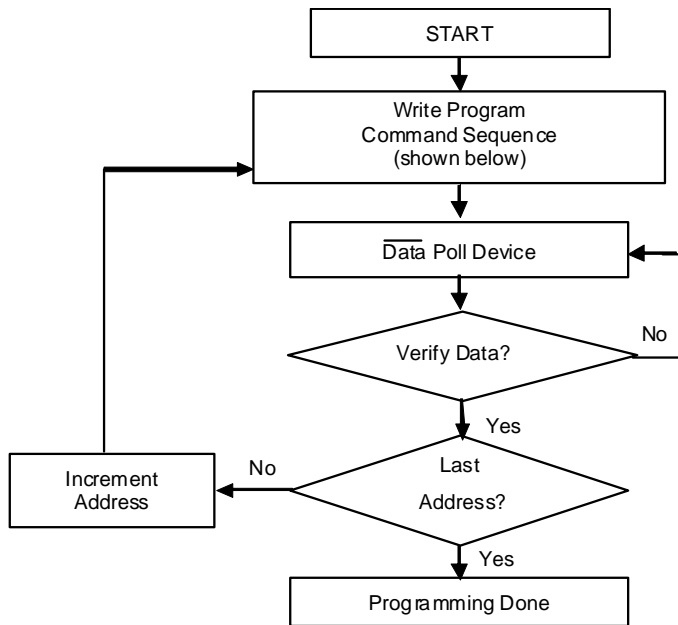 START
Write Program
Command Sequence
(shown below)
Data Poll Device
Verify Data?
No
Yes
Last
Address?
No
Increment
Address
Yes
Programming Done